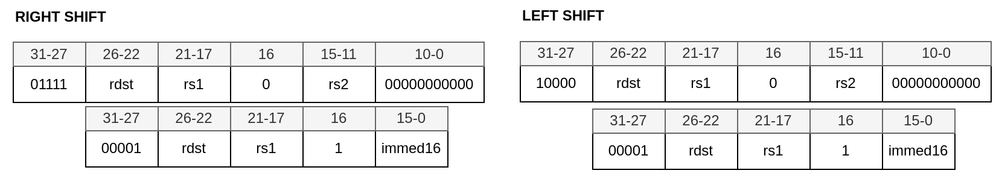 RIGHT SHIFT
31-27 26-22 21-17 16 15-11 10-0
01111 rdst rs1 0 rs2 00000000000
31-27 26-22 21-17 16 15-0
00001 rdst rs1 1 immed16
LEFT SHIFT
31-27 26-22 21-17 16 15-11 10-0
10000 rdst rs1 0 rs2 00000000000
31-27 26-22 21-17 16 15-0
00001 rdst rs1 1 immed16